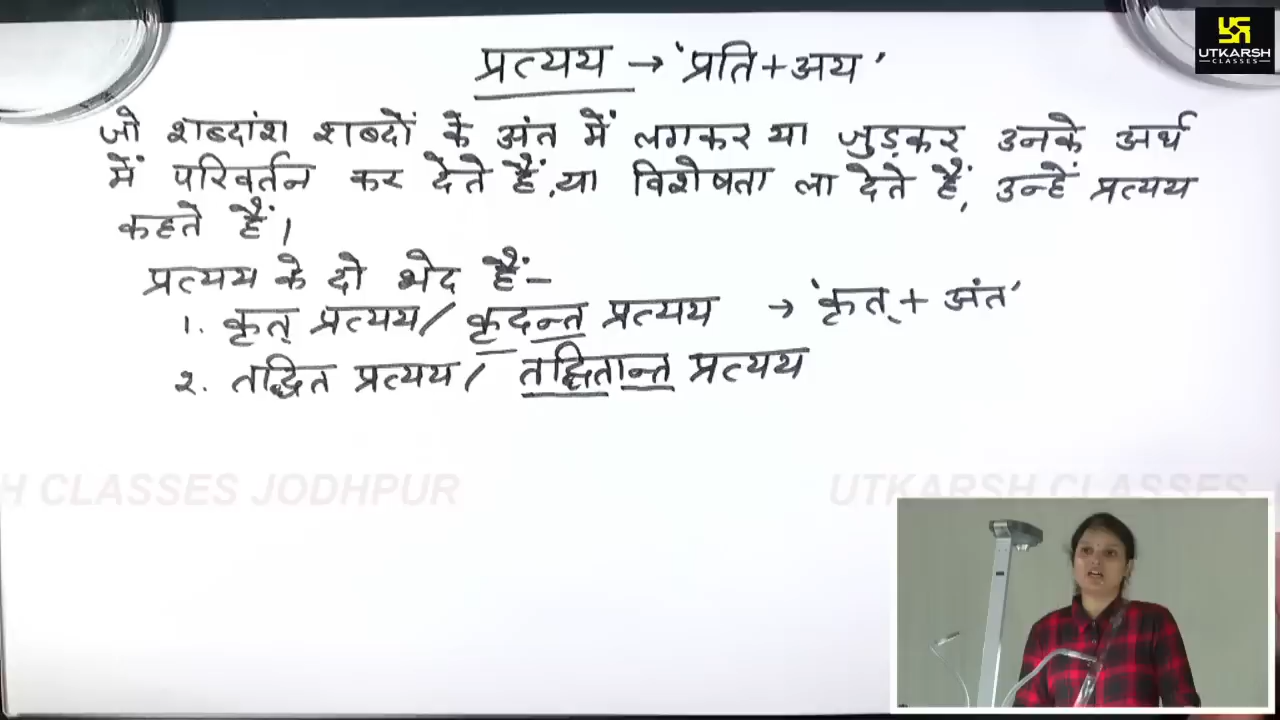 UTKARSH
CLASSES
प्रत्यय → 'प्रति+अय'
जो शब्दांश शब्दों के अंत में लगकर या जुड़कर उनके अर्थ
में परिवर्तन कर देते हैं, या विशेषता ला देते हैं, उन्हें प्रत्यय
कहते हैं।
प्रत्यय के दो भेद हैं–
1. कृत् प्रत्यय/ कृदन्त प्रत्यय → 'कृत् + अंत'
२. तद्धित प्रत्यय/ तद्धितान्त प्रत्यय
H CLASSES JODHPUR
UTKARSH CLASSES